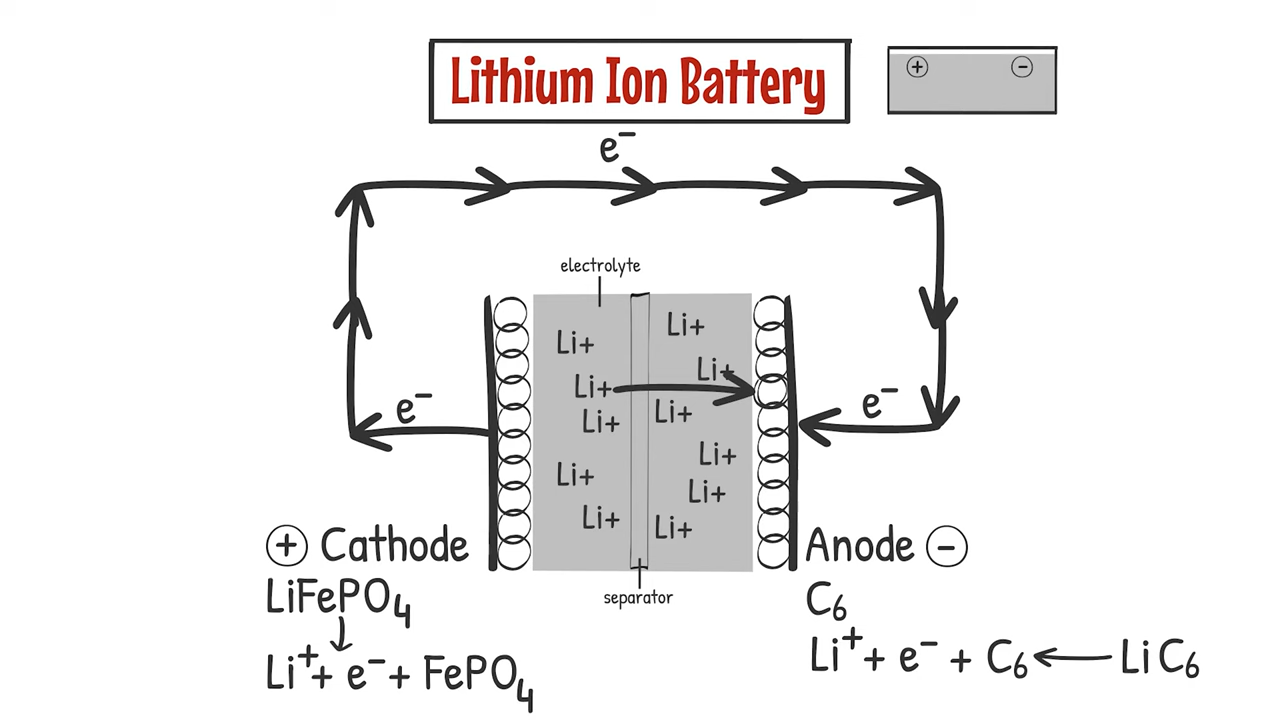 Lithium Ion Battery
⊕ ⊖
e⁻
electrolyte
Li+
Li+
Li+
Li+
Li+
Li+
Li+
Li+
Li+
Li+
Li+
e⁻
e⁻
separator
⊕ Cathode
LiFePO₄
↓
Li⁺ + e⁻ + FePO₄
Anode ⊖
C₆
Li⁺ + e⁻ + C₆ ← LiC₆